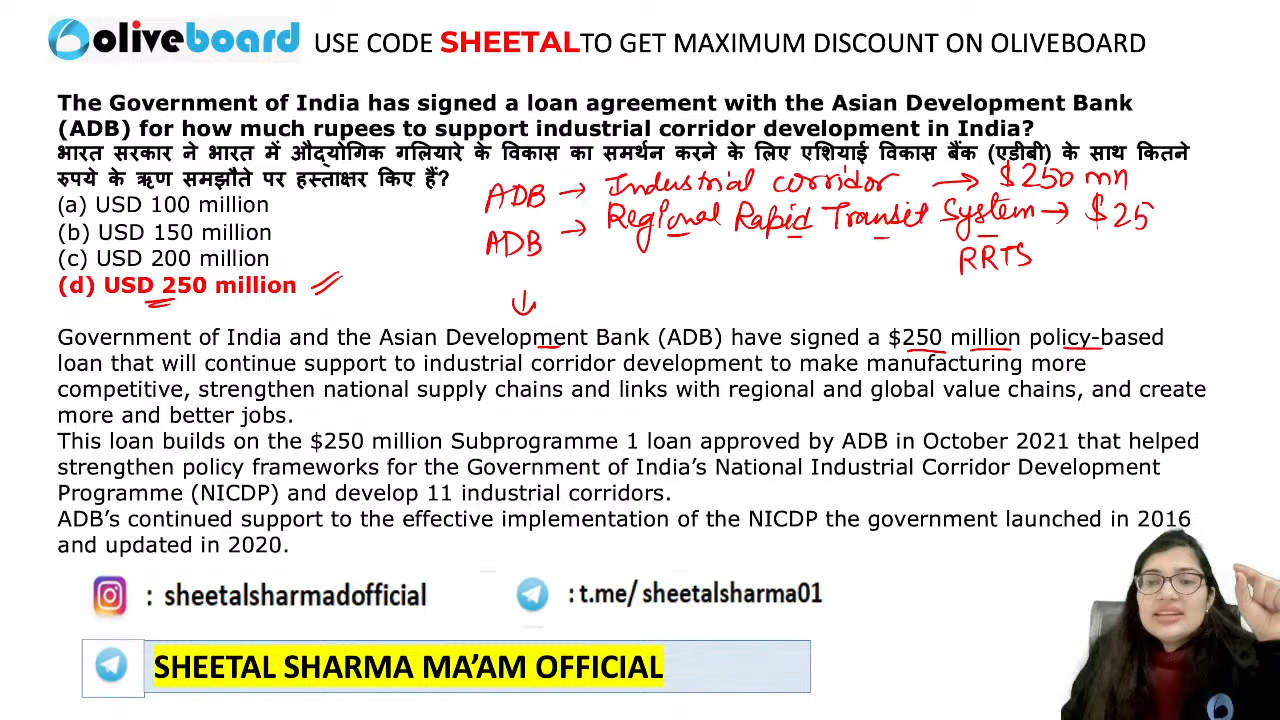 oliveboard USE CODE SHEETAL TO GET MAXIMUM DISCOUNT ON OLIVEBOARD
The Government of India has signed a loan agreement with the Asian Development Bank
(ADB) for how much rupees to support industrial corridor development in India?
भारत सरकार ने भारत में औद्योगिक गलियारे के विकास का समर्थन करने के लिए एशियाई विकास बैंक (एडीबी) के साथ कितने
रुपये के ऋण समझौते पर हस्ताक्षर किए हैं?
ADB → Industrial corridor → $250 mn
(a) USD 100 million
ADB → Regional Rapid Transit System → $25
(b) USD 150 million
(c) USD 200 million
RRTS
(d) USD 250 million
Government of India and the Asian Development Bank (ADB) have signed a $250 million policy-based
loan that will continue support to industrial corridor development to make manufacturing more
competitive, strengthen national supply chains and links with regional and global value chains, and create
more and better jobs.
This loan builds on the $250 million Subprogramme 1 loan approved by ADB in October 2021 that helped
strengthen policy frameworks for the Government of India's National Industrial Corridor Development
Programme (NICDP) and develop 11 industrial corridors.
ADB's continued support to the effective implementation of the NICDP the government launched in 2016
and updated in 2020.
: sheetalsharmadofficial
: t.me/ sheetalsharma01
SHEETAL SHARMA MA'AM OFFICIAL